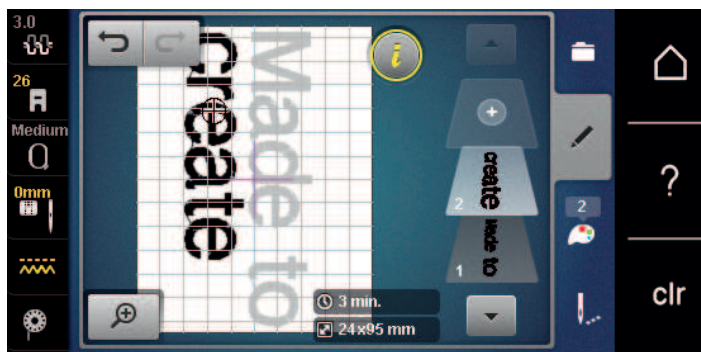 3.0
26
Medium
0mm
create
Made to
i
3 min.
24x95 mm
create
2
Made to
1
2
?
clr